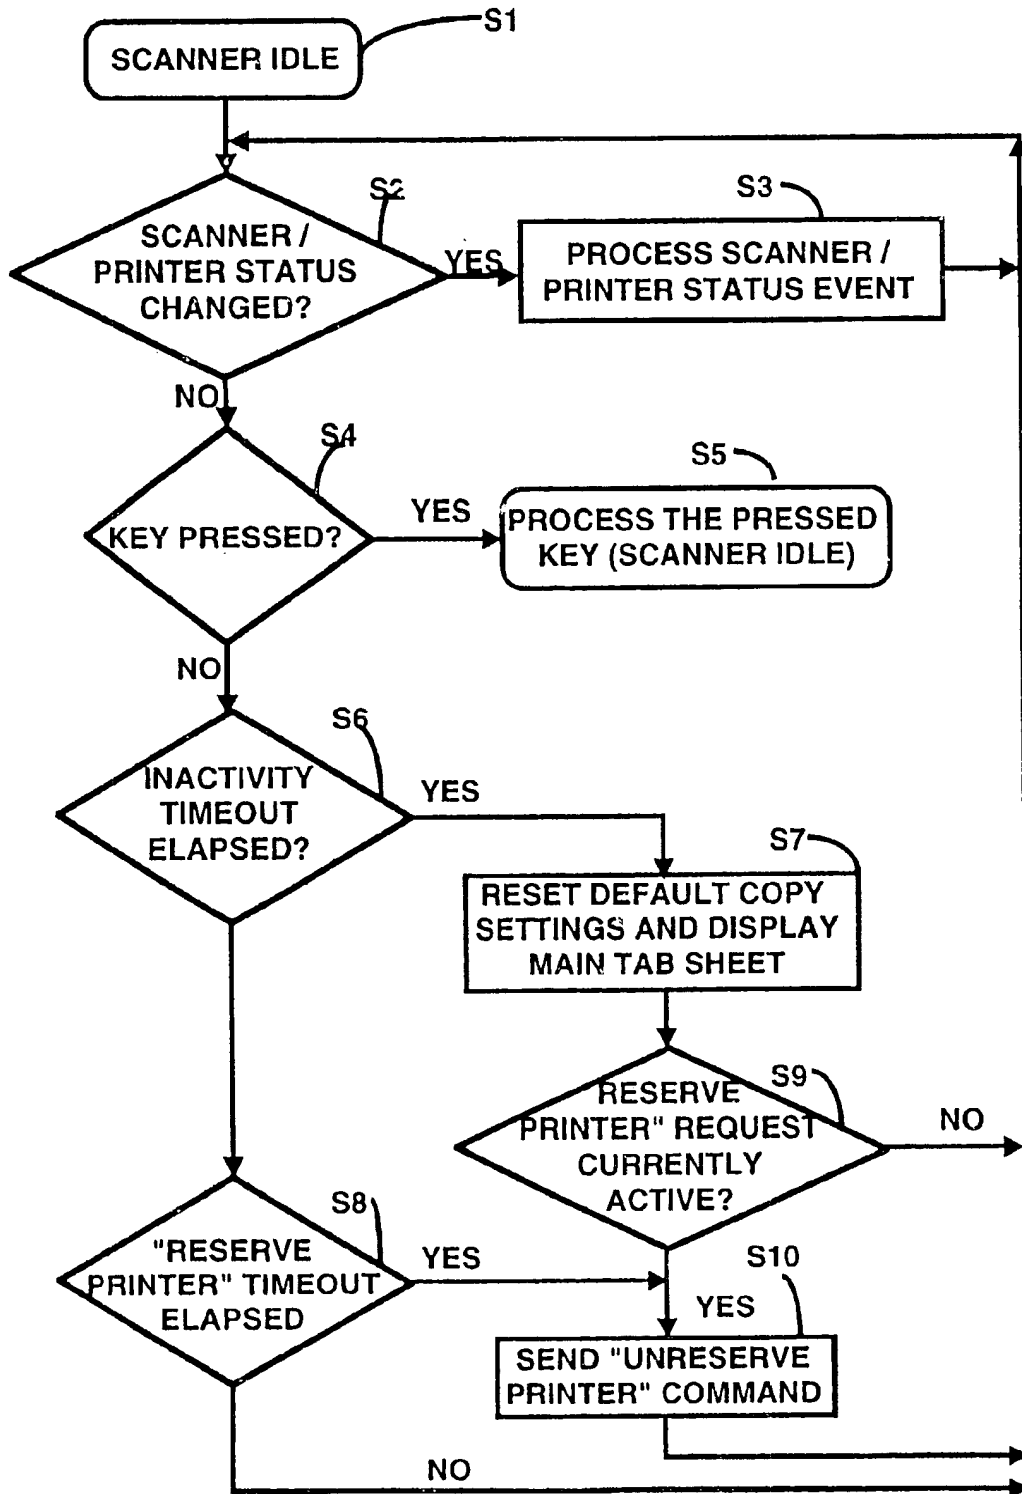 S1
SCANNER IDLE
S2
SCANNER /
PRINTER STATUS
CHANGED?
YES
S3
PROCESS SCANNER /
PRINTER STATUS EVENT
NO
S4
KEY PRESSED?
YES
S5
PROCESS THE PRESSED
KEY (SCANNER IDLE)
NO
S6
INACTIVITY
TIMEOUT
ELAPSED?
YES
S7
RESET DEFAULT COPY
SETTINGS AND DISPLAY
MAIN TAB SHEET
S9
RESERVE
PRINTER" REQUEST
CURRENTLY
ACTIVE?
NO
S8
"RESERVE
PRINTER" TIMEOUT
ELAPSED
YES
YES
S10
SEND "UNRESERVE
PRINTER" COMMAND
NO